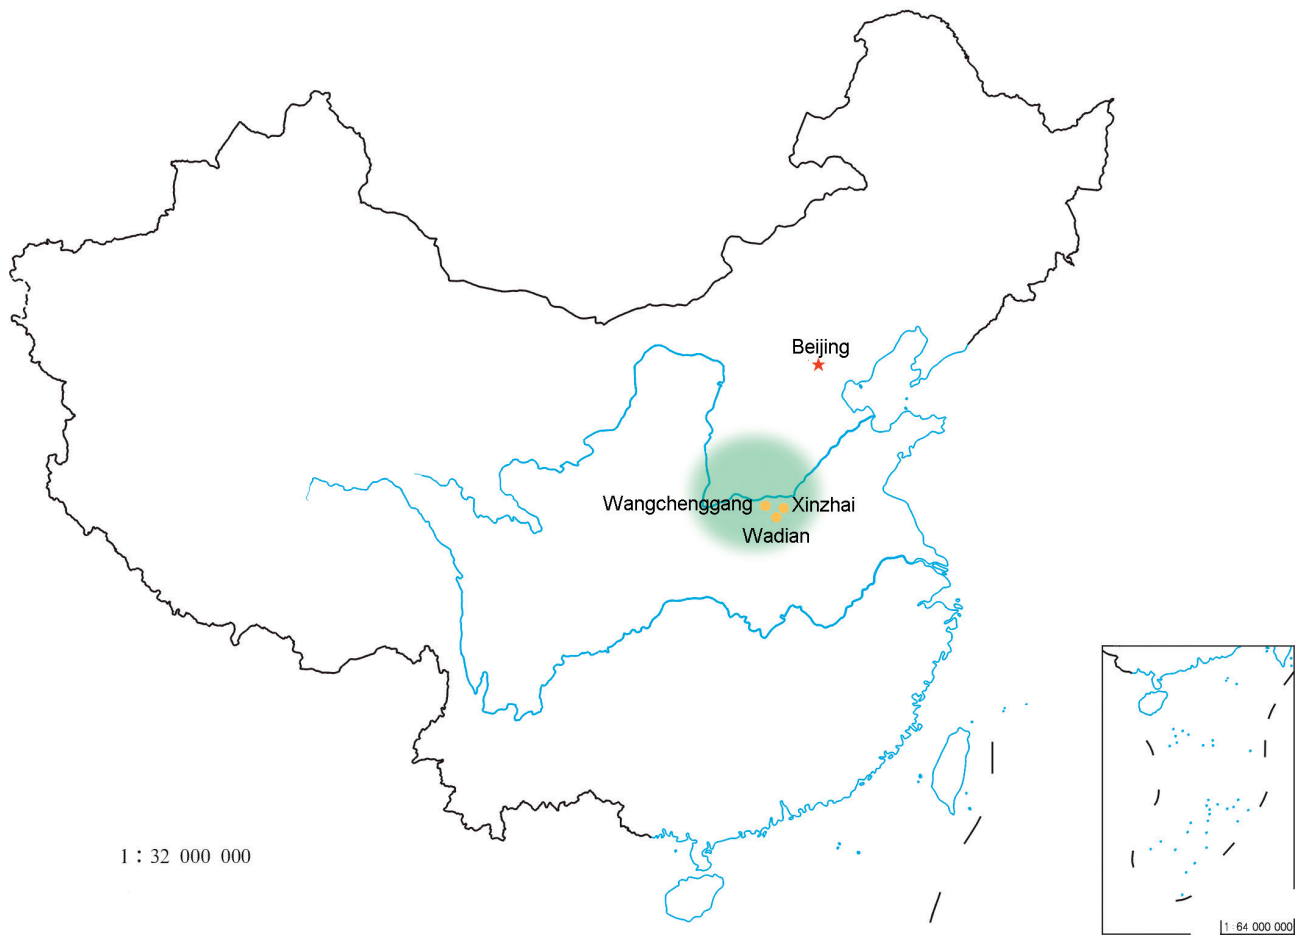 Beijing
Wangchenggang
Xinzhai
Wadian
1 : 32 000 000
1 : 64 000 000